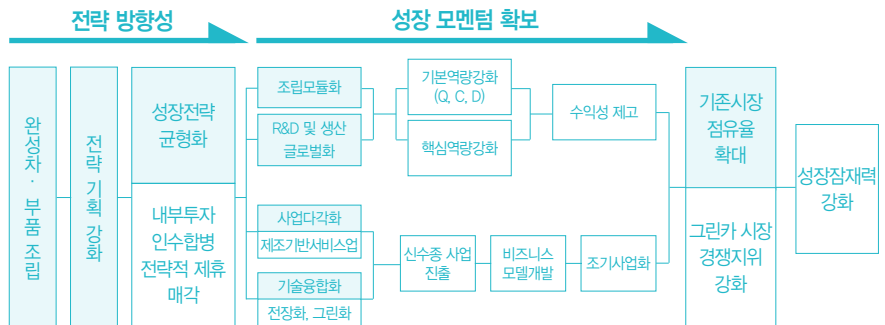 전략 방향성
성장 모멘텀 확보
완성차·부품 조립
전략 기획 강화
성장전략
균형화
내부투자
인수합병
전략적 제휴
매각
조립모듈화
R&D 및 생산
글로벌화
사업다각화
제조기반서비스업
기술융합화
전장화, 그린화
기본역량강화
(Q, C, D)
핵심역량강화
수익성 제고
신수종 사업
진출
비즈니스
모델개발
조기사업화
기존시장
점유율
확대
그린카 시장
경쟁지위
강화
성장잠재력
강화